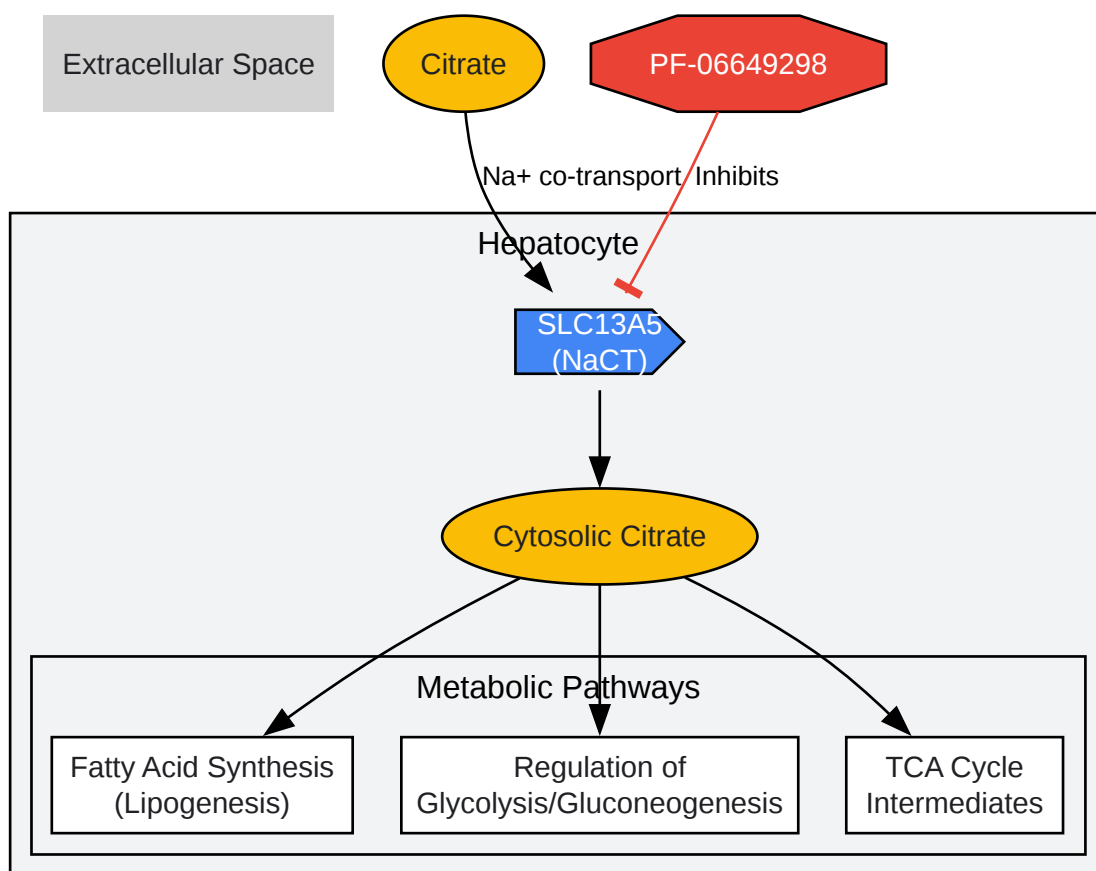 Extracellular Space
Citrate
PF-06649298
Na+ co-transport
Inhibits
Hepatocyte
SLC13A5
(NaCT)
Cytosolic Citrate
Metabolic Pathways
Fatty Acid Synthesis
(Lipogenesis)
Regulation of
Glycolysis/Gluconeogenesis
TCA Cycle
Intermediates